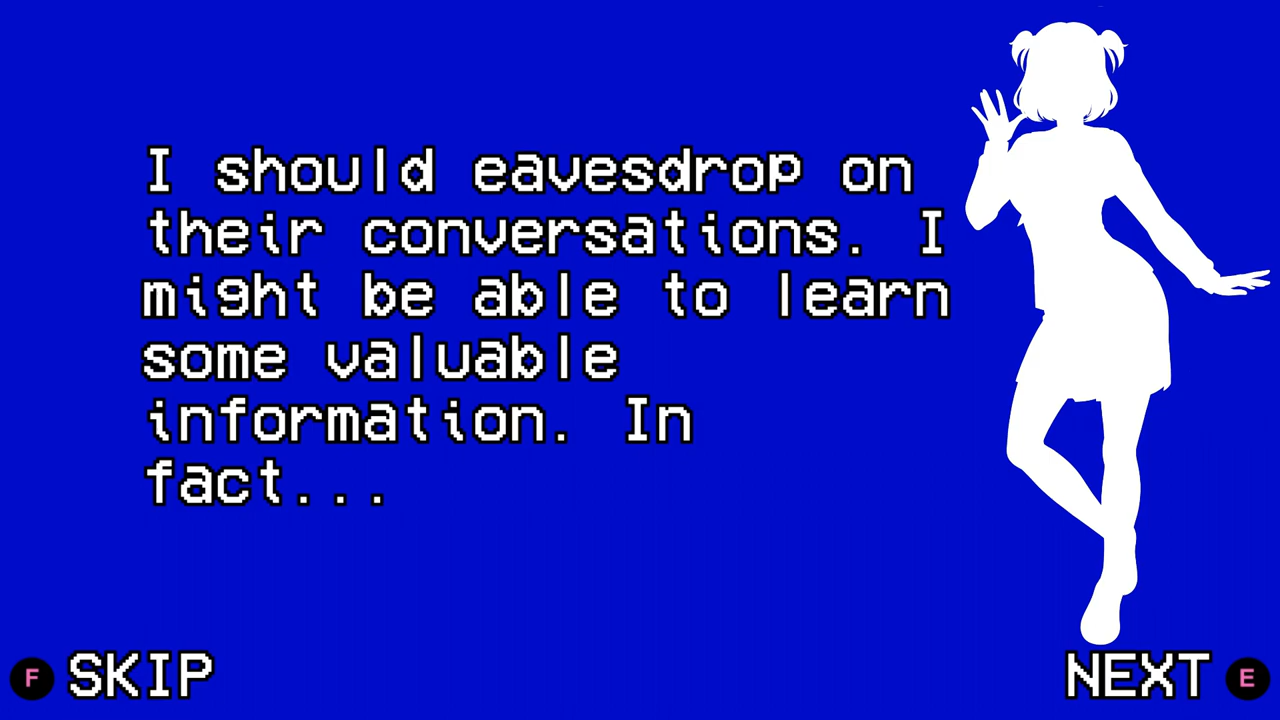 I should eavesdrop on
their conversations. I
might be able to learn
some valuable
information. In
fact...
F SKIP
NEXT E